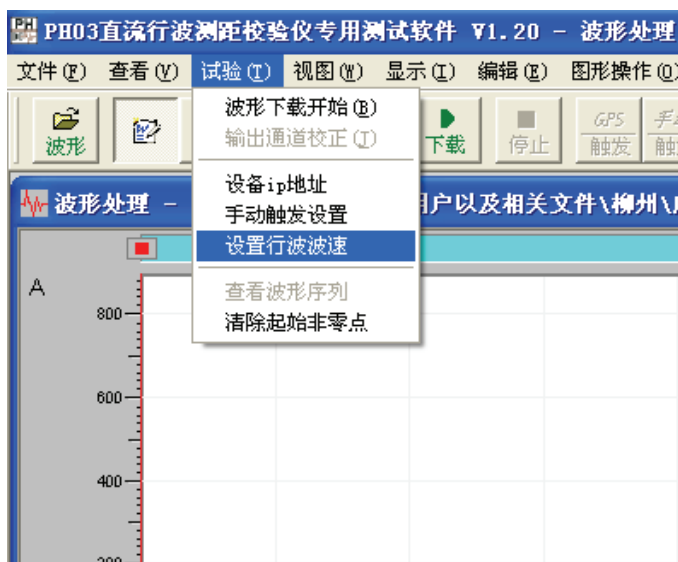 PH03直流行波测距校验仪专用测试软件 V1.20 - 波形处理
文件(F) 查看(V) 试验(T) 视图(W) 显示(I) 编辑(E) 图形操作(O)
波形 下载 停止 GPS 触发
波形下载开始(B)
输出通道校正(J)
设备ip地址
手动触发设置
设置行波波速
查看波形序列
清除起始非零点
波形处理 - 用户以及相关文件\柳州\
A
800
600
400
200